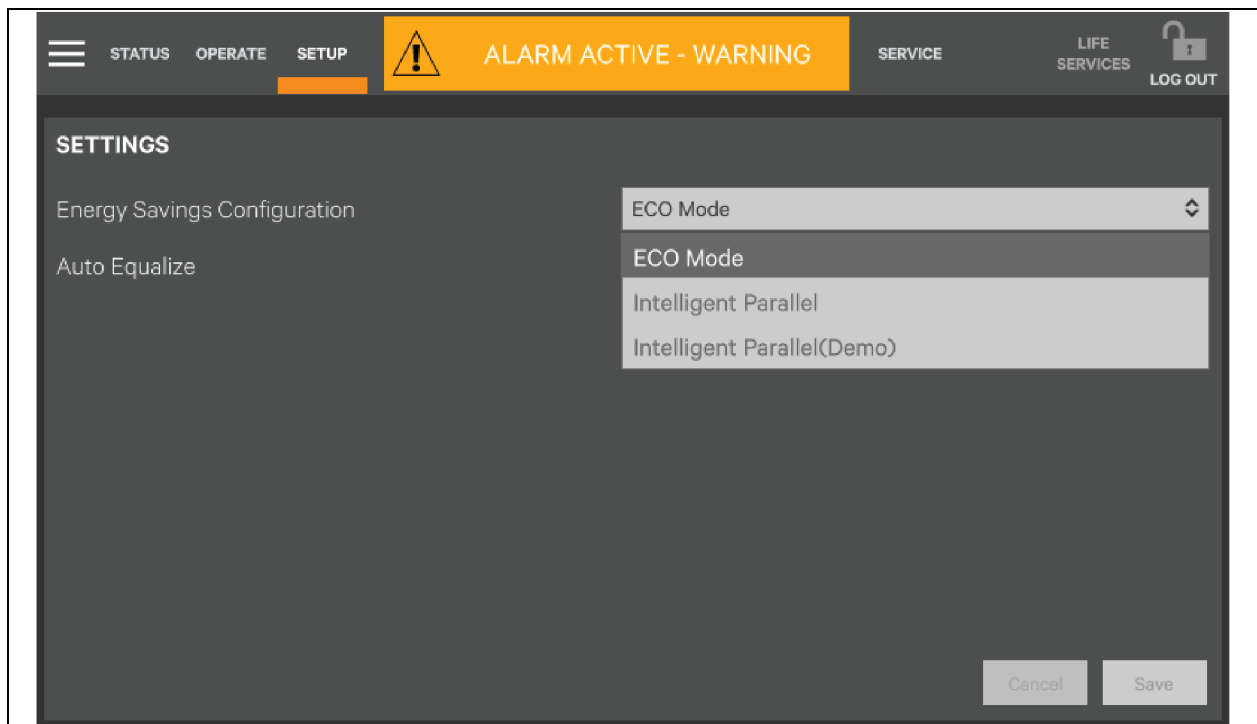 STATUS OPERATE SETUP ALARM ACTIVE - WARNING SERVICE LIFE SERVICES LOG OUT
SETTINGS
Energy Savings Configuration ECO Mode
ECO Mode
Auto Equalize
Intelligent Parallel
Intelligent Parallel(Demo)
Cancel Save